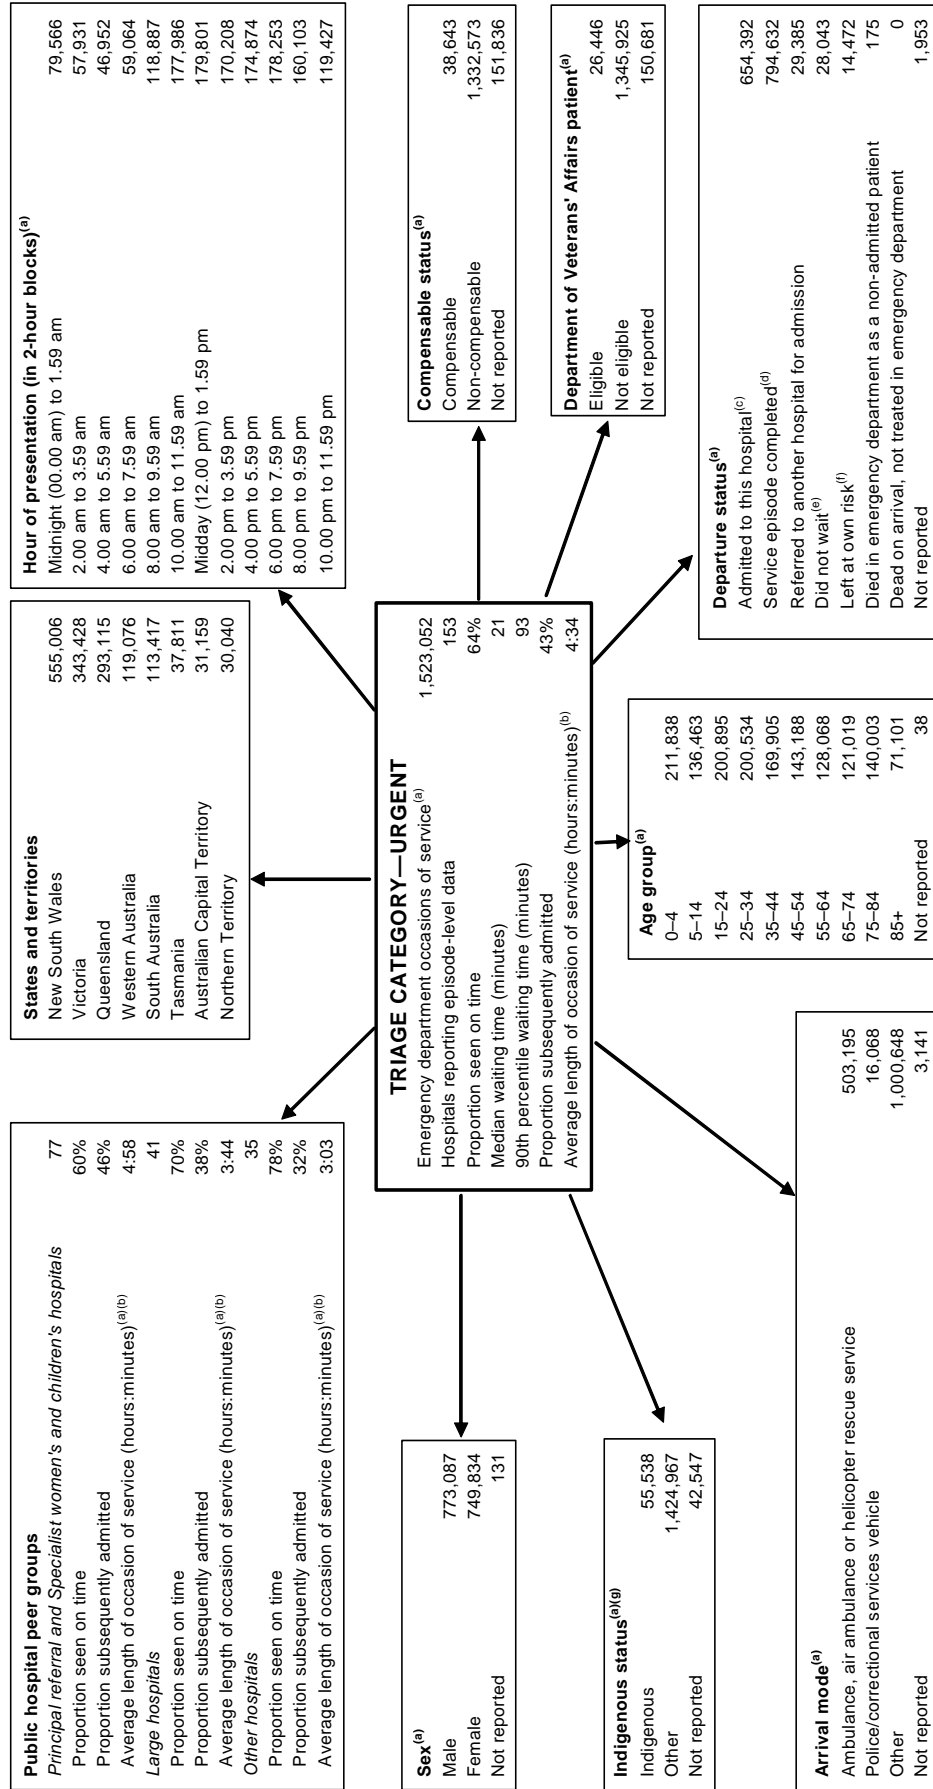 Public hospital peer groups
Principal referral and Specialist women's and children's hospitals 77
Proportion seen on time 60%
Proportion subsequently admitted 46%
Average length of occasion of service (hours:minutes)(a)(b) 4:58
Large hospitals 41
Proportion seen on time 70%
Proportion subsequently admitted 38%
Average length of occasion of service (hours:minutes)(a)(b) 3:44
Other hospitals 35
Proportion seen on time 78%
Proportion subsequently admitted 32%
Average length of occasion of service (hours:minutes)(a)(b) 3:03
States and territories
New South Wales 555,006
Victoria 343,428
Queensland 293,115
Western Australia 119,076
South Australia 113,417
Tasmania 37,811
Australian Capital Territory 31,159
Northern Territory 30,040
Hour of presentation (in 2-hour blocks)(a)
Midnight (00.00 am) to 1.59 am 79,566
2.00 am to 3.59 am 57,931
4.00 am to 5.59 am 46,952
6.00 am to 7.59 am 59,064
8.00 am to 9.59 am 118,887
10.00 am to 11.59 am 177,986
Midday (12.00 pm) to 1.59 pm 179,801
2.00 pm to 3.59 pm 170,208
4.00 pm to 5.59 pm 174,874
6.00 pm to 7.59 pm 178,253
8.00 pm to 9.59 pm 160,103
10.00 pm to 11.59 pm 119,427
Sex(a)
Male 773,087
Female 749,834
Not reported 131
TRIAGE CATEGORY—URGENT
Emergency department occasions of service(a) 1,523,052
Hospitals reporting episode-level data 153
Proportion seen on time 64%
Median waiting time (minutes) 21
90th percentile waiting time (minutes) 93
Proportion subsequently admitted 43%
Average length of occasion of service (hours:minutes)(b) 4:34
Compensable status(a)
Compensable 38,643
Non-compensable 1,332,573
Not reported 151,836
Indigenous status(a)(g)
Indigenous 55,538
Other 1,424,967
Not reported 42,547
Department of Veterans' Affairs patient(a)
Eligible 26,446
Not eligible 1,345,925
Not reported 150,681
Arrival mode(a)
Ambulance, air ambulance or helicopter rescue service 503,195
Police/correctional services vehicle 16,068
Other 1,000,648
Not reported 3,141
Age group(a)
0–4 211,838
5–14 136,463
15–24 200,895
25–34 200,534
35–44 169,905
45–54 143,188
55–64 128,068
65–74 121,019
75–84 140,003
85+ 71,101
Not reported 38
Departure status(a)
Admitted to this hospital(c) 654,392
Service episode completed(d) 794,632
Referred to another hospital for admission 29,385
Did not wait(e) 28,043
Left at own risk(f) 14,472
Died in emergency department as a non-admitted patient 175
Dead on arrival, not treated in emergency department 0
Not reported 1,953